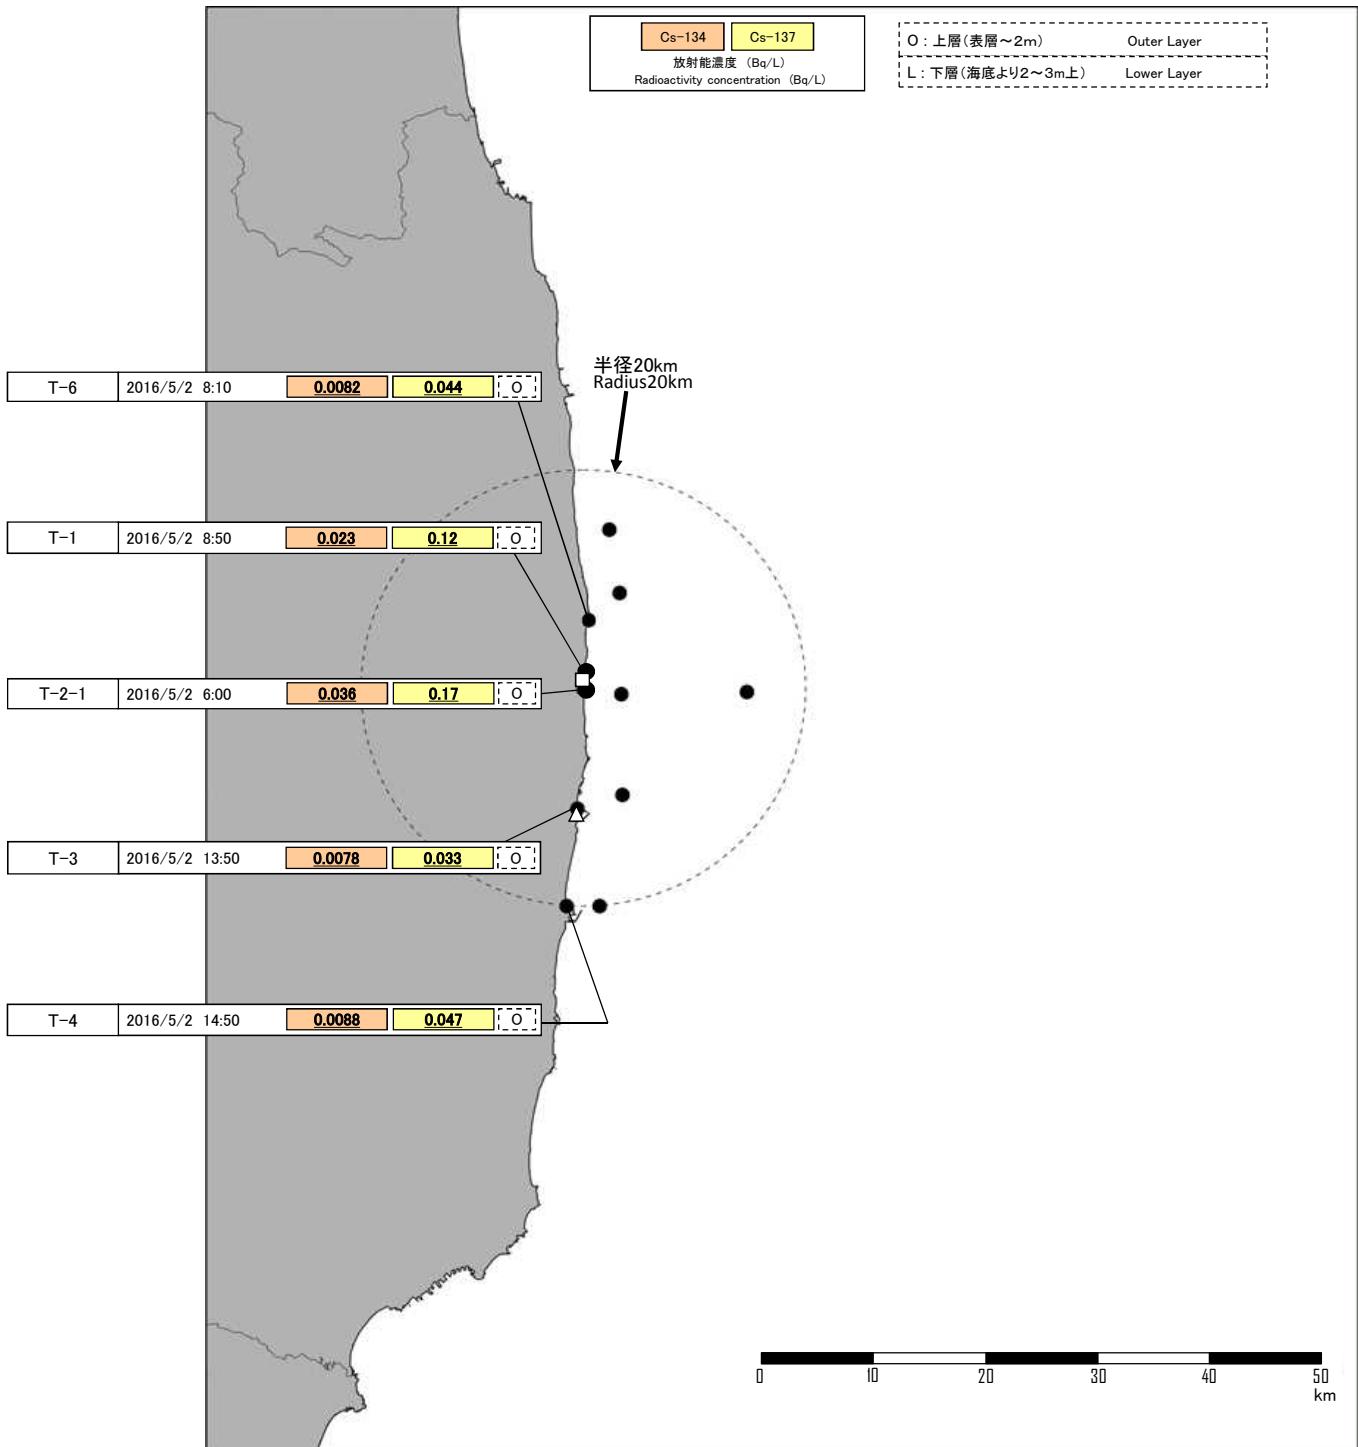 Cs-134 Cs-137
放射能濃度 (Bq/L)
Radioactivity concentration (Bq/L)
O : 上層(表層～2m) Outer Layer
L : 下層(海底より2～3m上) Lower Layer
半径20km
Radius20km
T-6 2016/5/2 8:10 0.0082 0.044 O
T-1 2016/5/2 8:50 0.023 0.12 O
T-2-1 2016/5/2 6:00 0.036 0.17 O
T-3 2016/5/2 13:50 0.0078 0.033 O
T-4 2016/5/2 14:50 0.0088 0.047 O
0 10 20 30 40 50
km